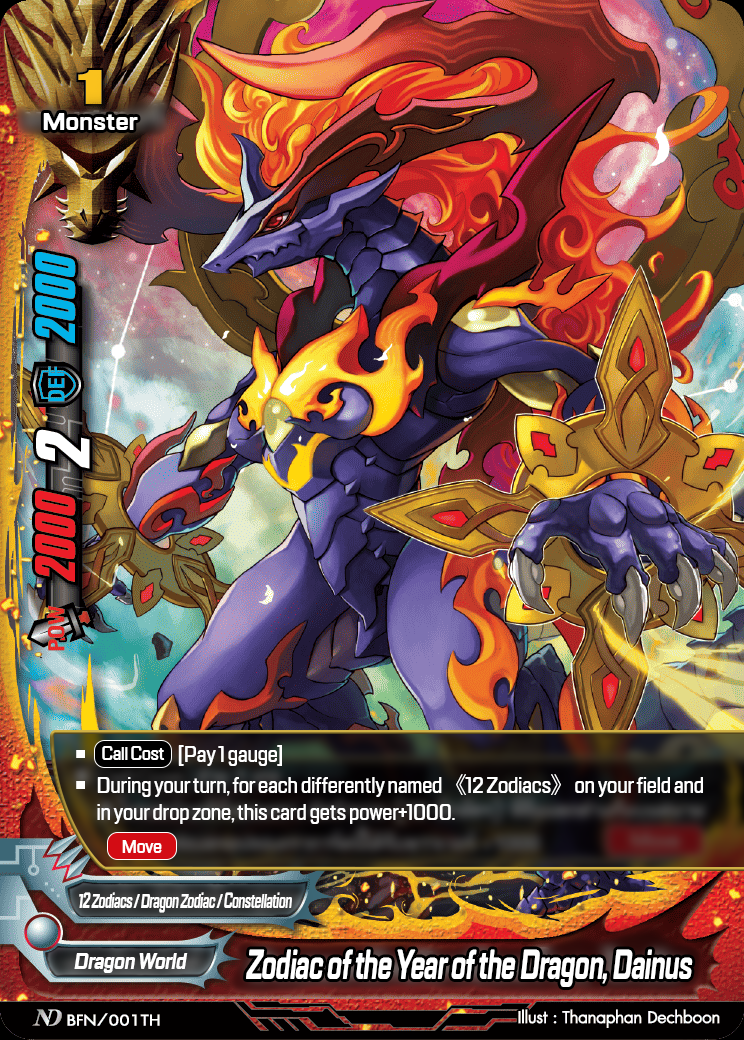 1
Monster
2000
DEF
2
2000
POW
■ Call Cost [Pay 1 gauge]
■ During your turn, for each differently named 《12 Zodiacs》 on your field and
in your drop zone, this card gets power+1000.
Move
12 Zodiacs / Dragon Zodiac / Constellation
Dragon World
Zodiac of the Year of the Dragon, Dainus
ND BFN/001TH
Illust : Thanaphan Dechboon